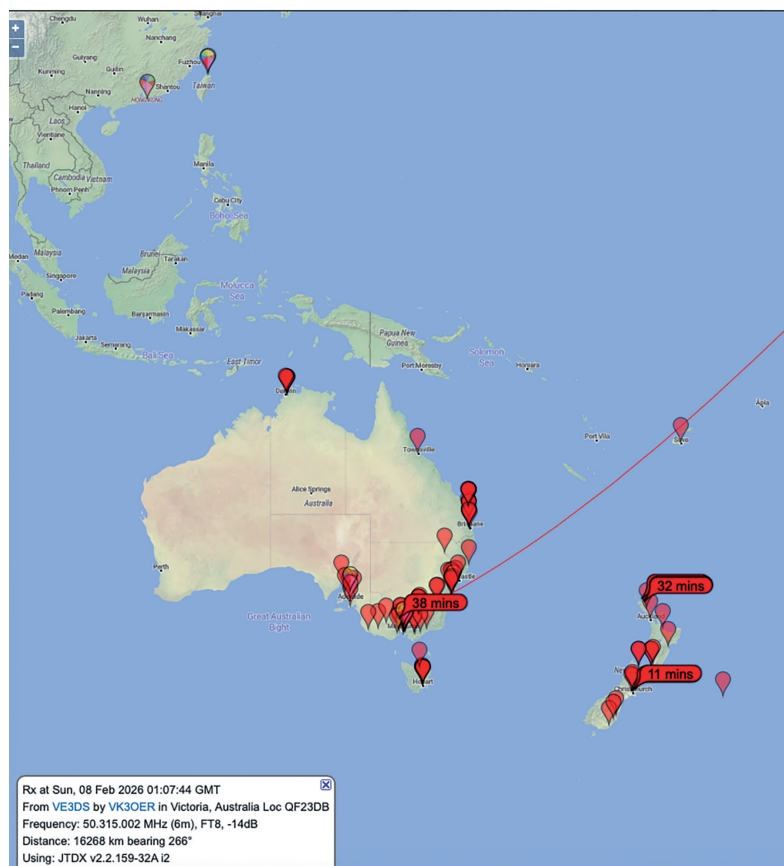 Chengdu
Wuhan
Shanghai
Nanchang
Guiyang
Fuzhou
Kunming
Guilin
Shantou
Taiwan
Nanning
HONGKONG
Hanoi
Laos
Vientiane
Thailand
Manila
Cambodia
Vietnam
Phnom Penh
Cebu City
Bohol Sea
Medan
Malaysia
Brunei
Malaysia
Tarakan
Singapore
Molucca
Sea
Padang
Palembang
Banjarmasin
Makassar
Papua New
Guinea
Jakarta
Semarang
Bali Sea
East Timor
Solomon
Sea
Port Moresby
Honiara
Apia
Suva
Port Vila
Townsville
Alice Springs
Australia
Brisbane
Perth
Adelaide
38 mins
32 mins
Auckland
Great Australian
Bight
Hobart
11 mins
Christchurch
Rx at Sun, 08 Feb 2026 01:07:44 GMT
From VE3DS by VK3OER in Victoria, Australia Loc QF23DB
Frequency: 50.315.002 MHz (6m), FT8, -14dB
Distance: 16268 km bearing 266°
Using: JTDX v2.2.159-32A i2